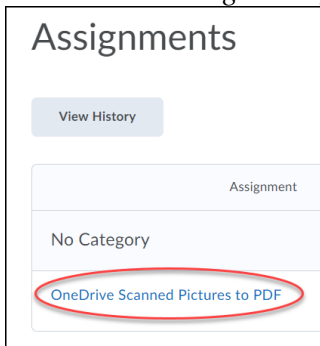 Assignments
View History
Assignment
No Category
OneDrive Scanned Pictures to PDF